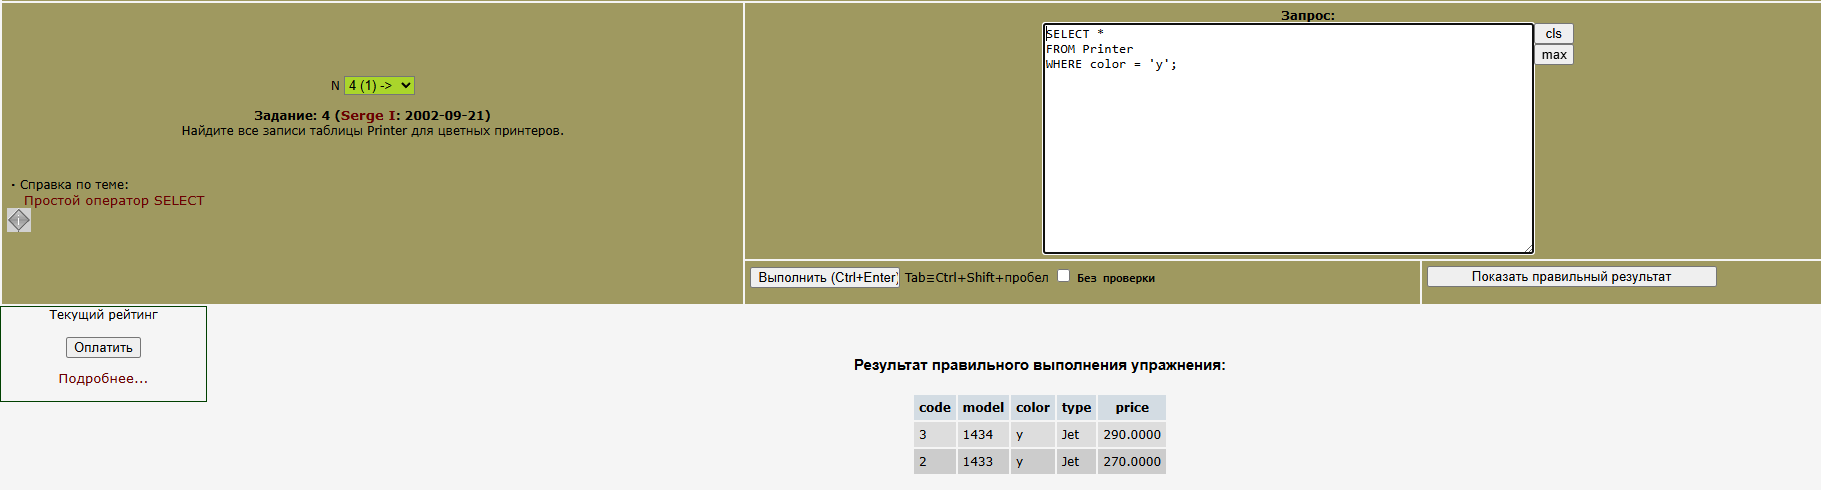 N 4 (1) ->
Задание: 4 (Serge I: 2002-09-21)
Найдите все записи таблицы Printer для цветных принтеров.
· Справка по теме:
Простой оператор SELECT
i
Запрос:
SELECT *
FROM Printer
WHERE color = 'y';
cls
max
Выполнить (Ctrl+Enter) Tab≡Ctrl+Shift+пробел Без проверки
Показать правильный результат
Текущий рейтинг
Оплатить
Подробнее...
Результат правильного выполнения упражнения:
code model color type price
3 1434 y Jet 290.0000
2 1433 y Jet 270.0000